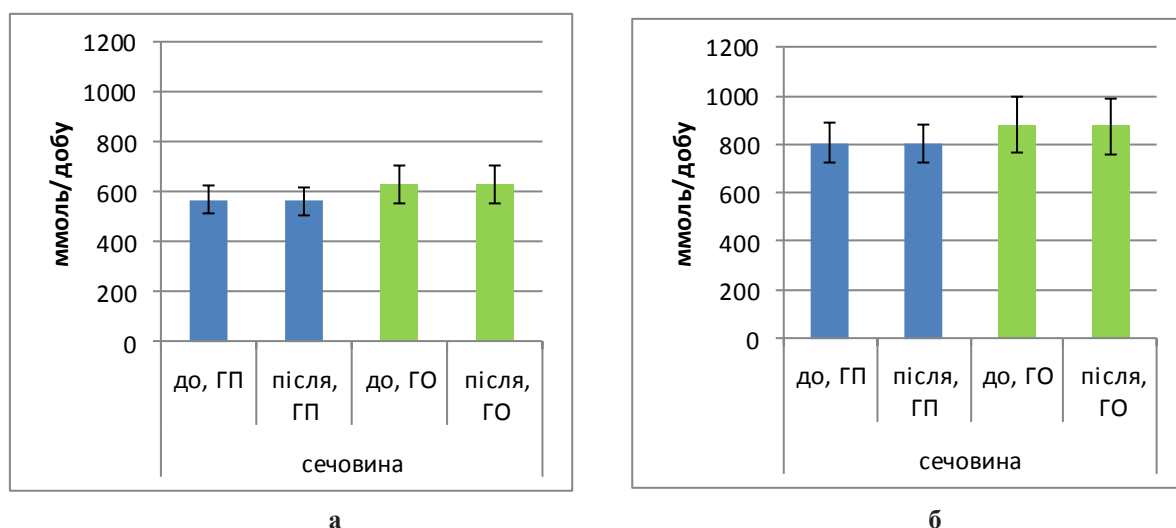 ммоль/добу
1200
1000
800
600
400
200
0
до, ГП
після,
ГП
до, ГО
після,
ГО
сечовина
а
ммоль/добу
1200
1000
800
600
400
200
0
до, ГП
після,
ГП
до, ГО
після,
ГО
сечовина
б